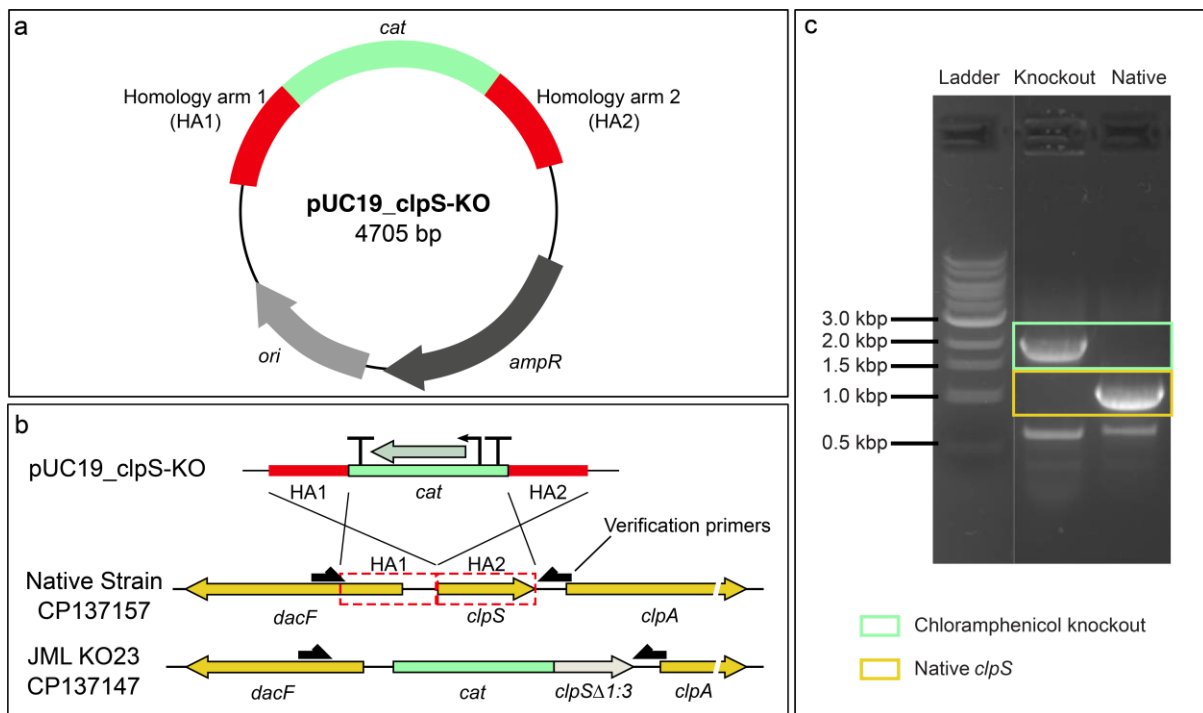 a
cat
Homology arm 1
(HA1)
Homology arm 2
(HA2)
pUC19_clpS-KO
4705 bp
ori
ampR
b
pUC19_clpS-KO
HA1
cat
HA2
Verification primers
HA1
HA2
Native Strain
CP137157
dacF
clpS
clpA
JML KO23
CP137147
dacF
cat
clpSΔ1:3
clpA
c
Ladder
Knockout
Native
3.0 kbp
2.0 kbp
1.5 kbp
1.0 kbp
0.5 kbp
Chloramphenicol knockout
Native clpS